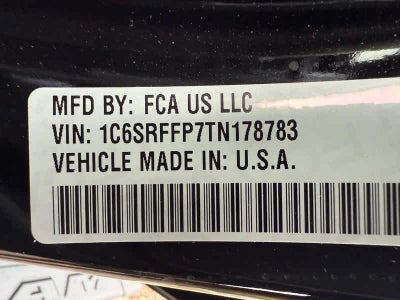 MFD BY: FCA US LLC
VIN: 1C6SRFFP7TN178783
VEHICLE MADE IN: U.S.A.